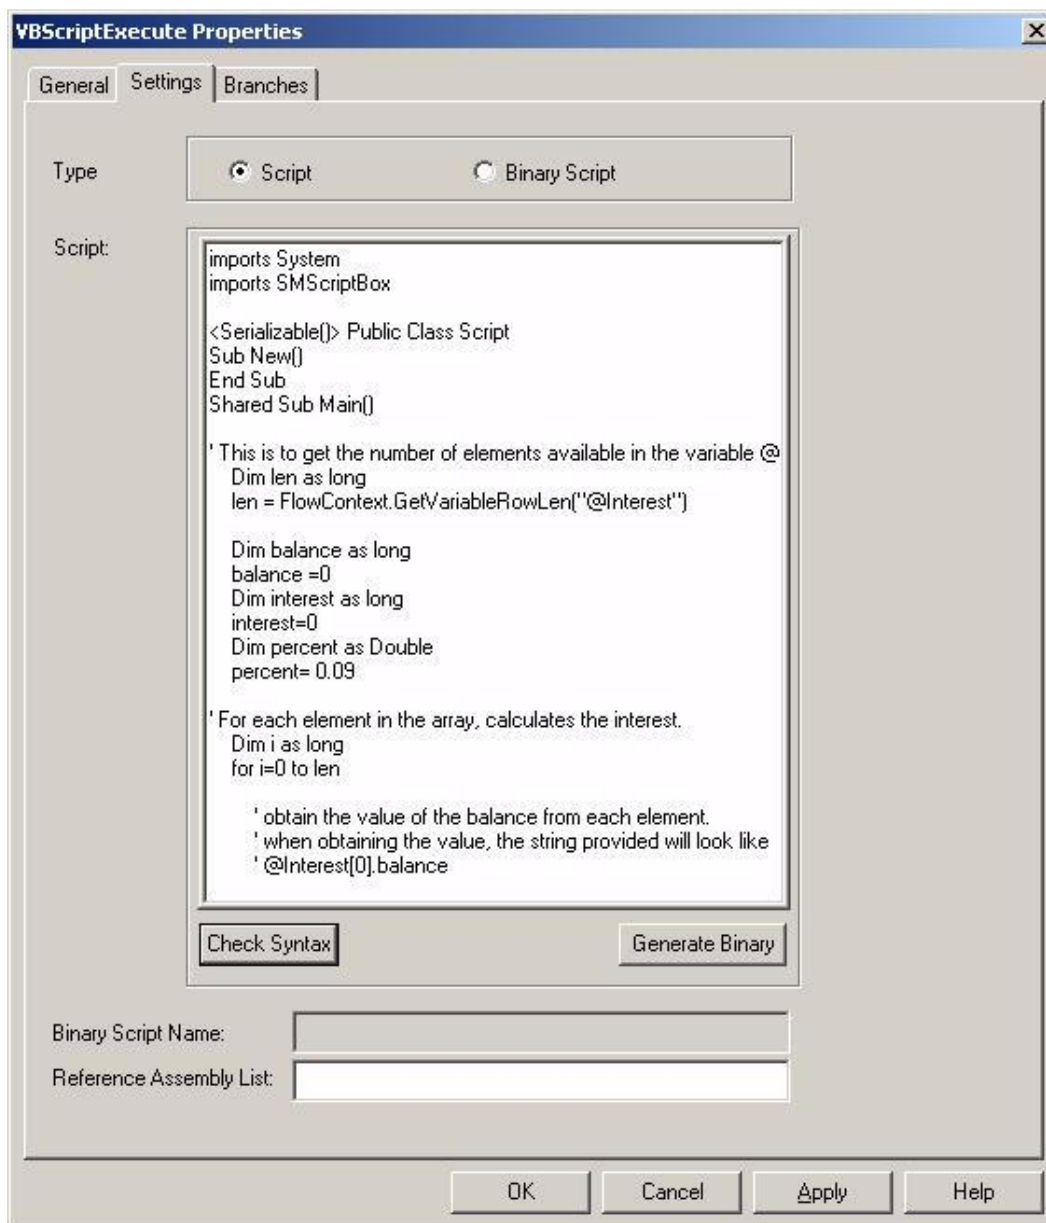 VBScriptExecute Properties
General Settings Branches
Type Script Binary Script
Script:
imports System
imports SMScriptBox
<Serializable()> Public Class Script
Sub New()
End Sub
Shared Sub Main()
' This is to get the number of elements available in the variable @
Dim len as long
len = FlowContext.GetVariableRowLen("@Interest")
Dim balance as long
balance =0
Dim interest as long
interest=0
Dim percent as Double
percent= 0.09
' For each element in the array, calculates the interest.
Dim i as long
for i=0 to len
' obtain the value of the balance from each element.
' when obtaining the value, the string provided will look like
' @Interest[0].balance
Check Syntax Generate Binary
Binary Script Name:
Reference Assembly List:
OK Cancel Apply Help